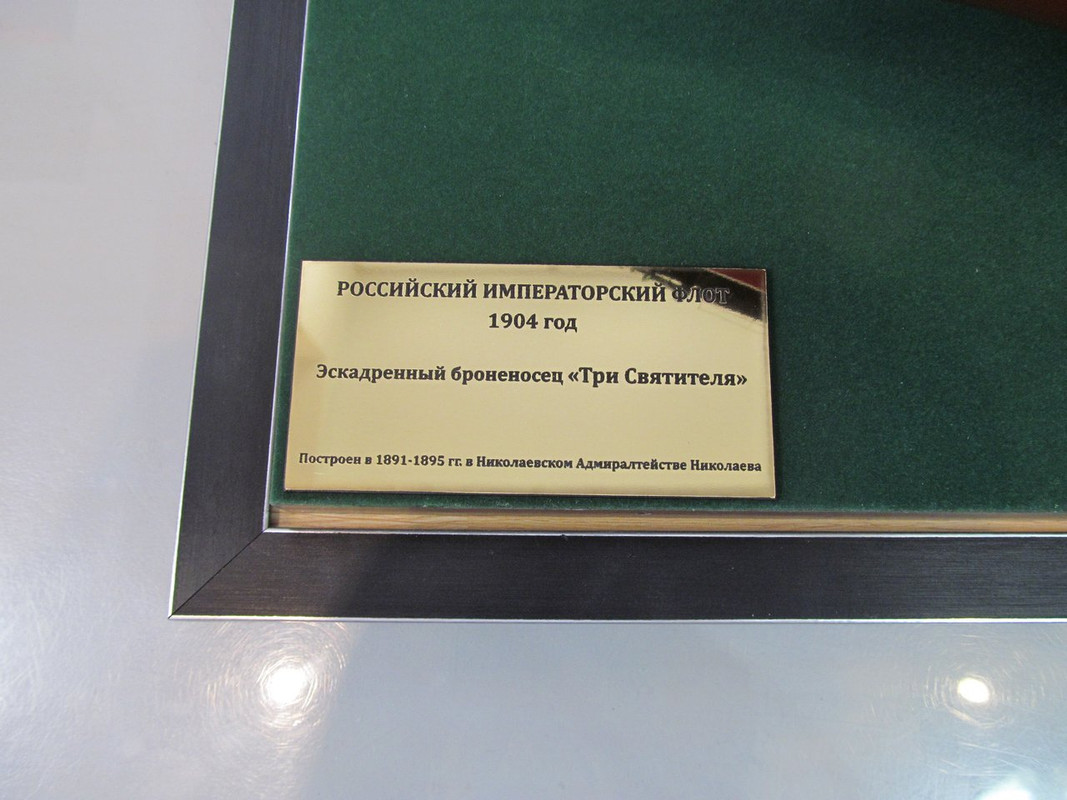 РОССИЙСКИЙ ИМПЕРАТОРСКИЙ ФЛОТ
1904 год
Эскадренный броненосец «Три Святителя»
Построен в 1891-1895 гг. в Николаевском Адмиралтействе Николаева